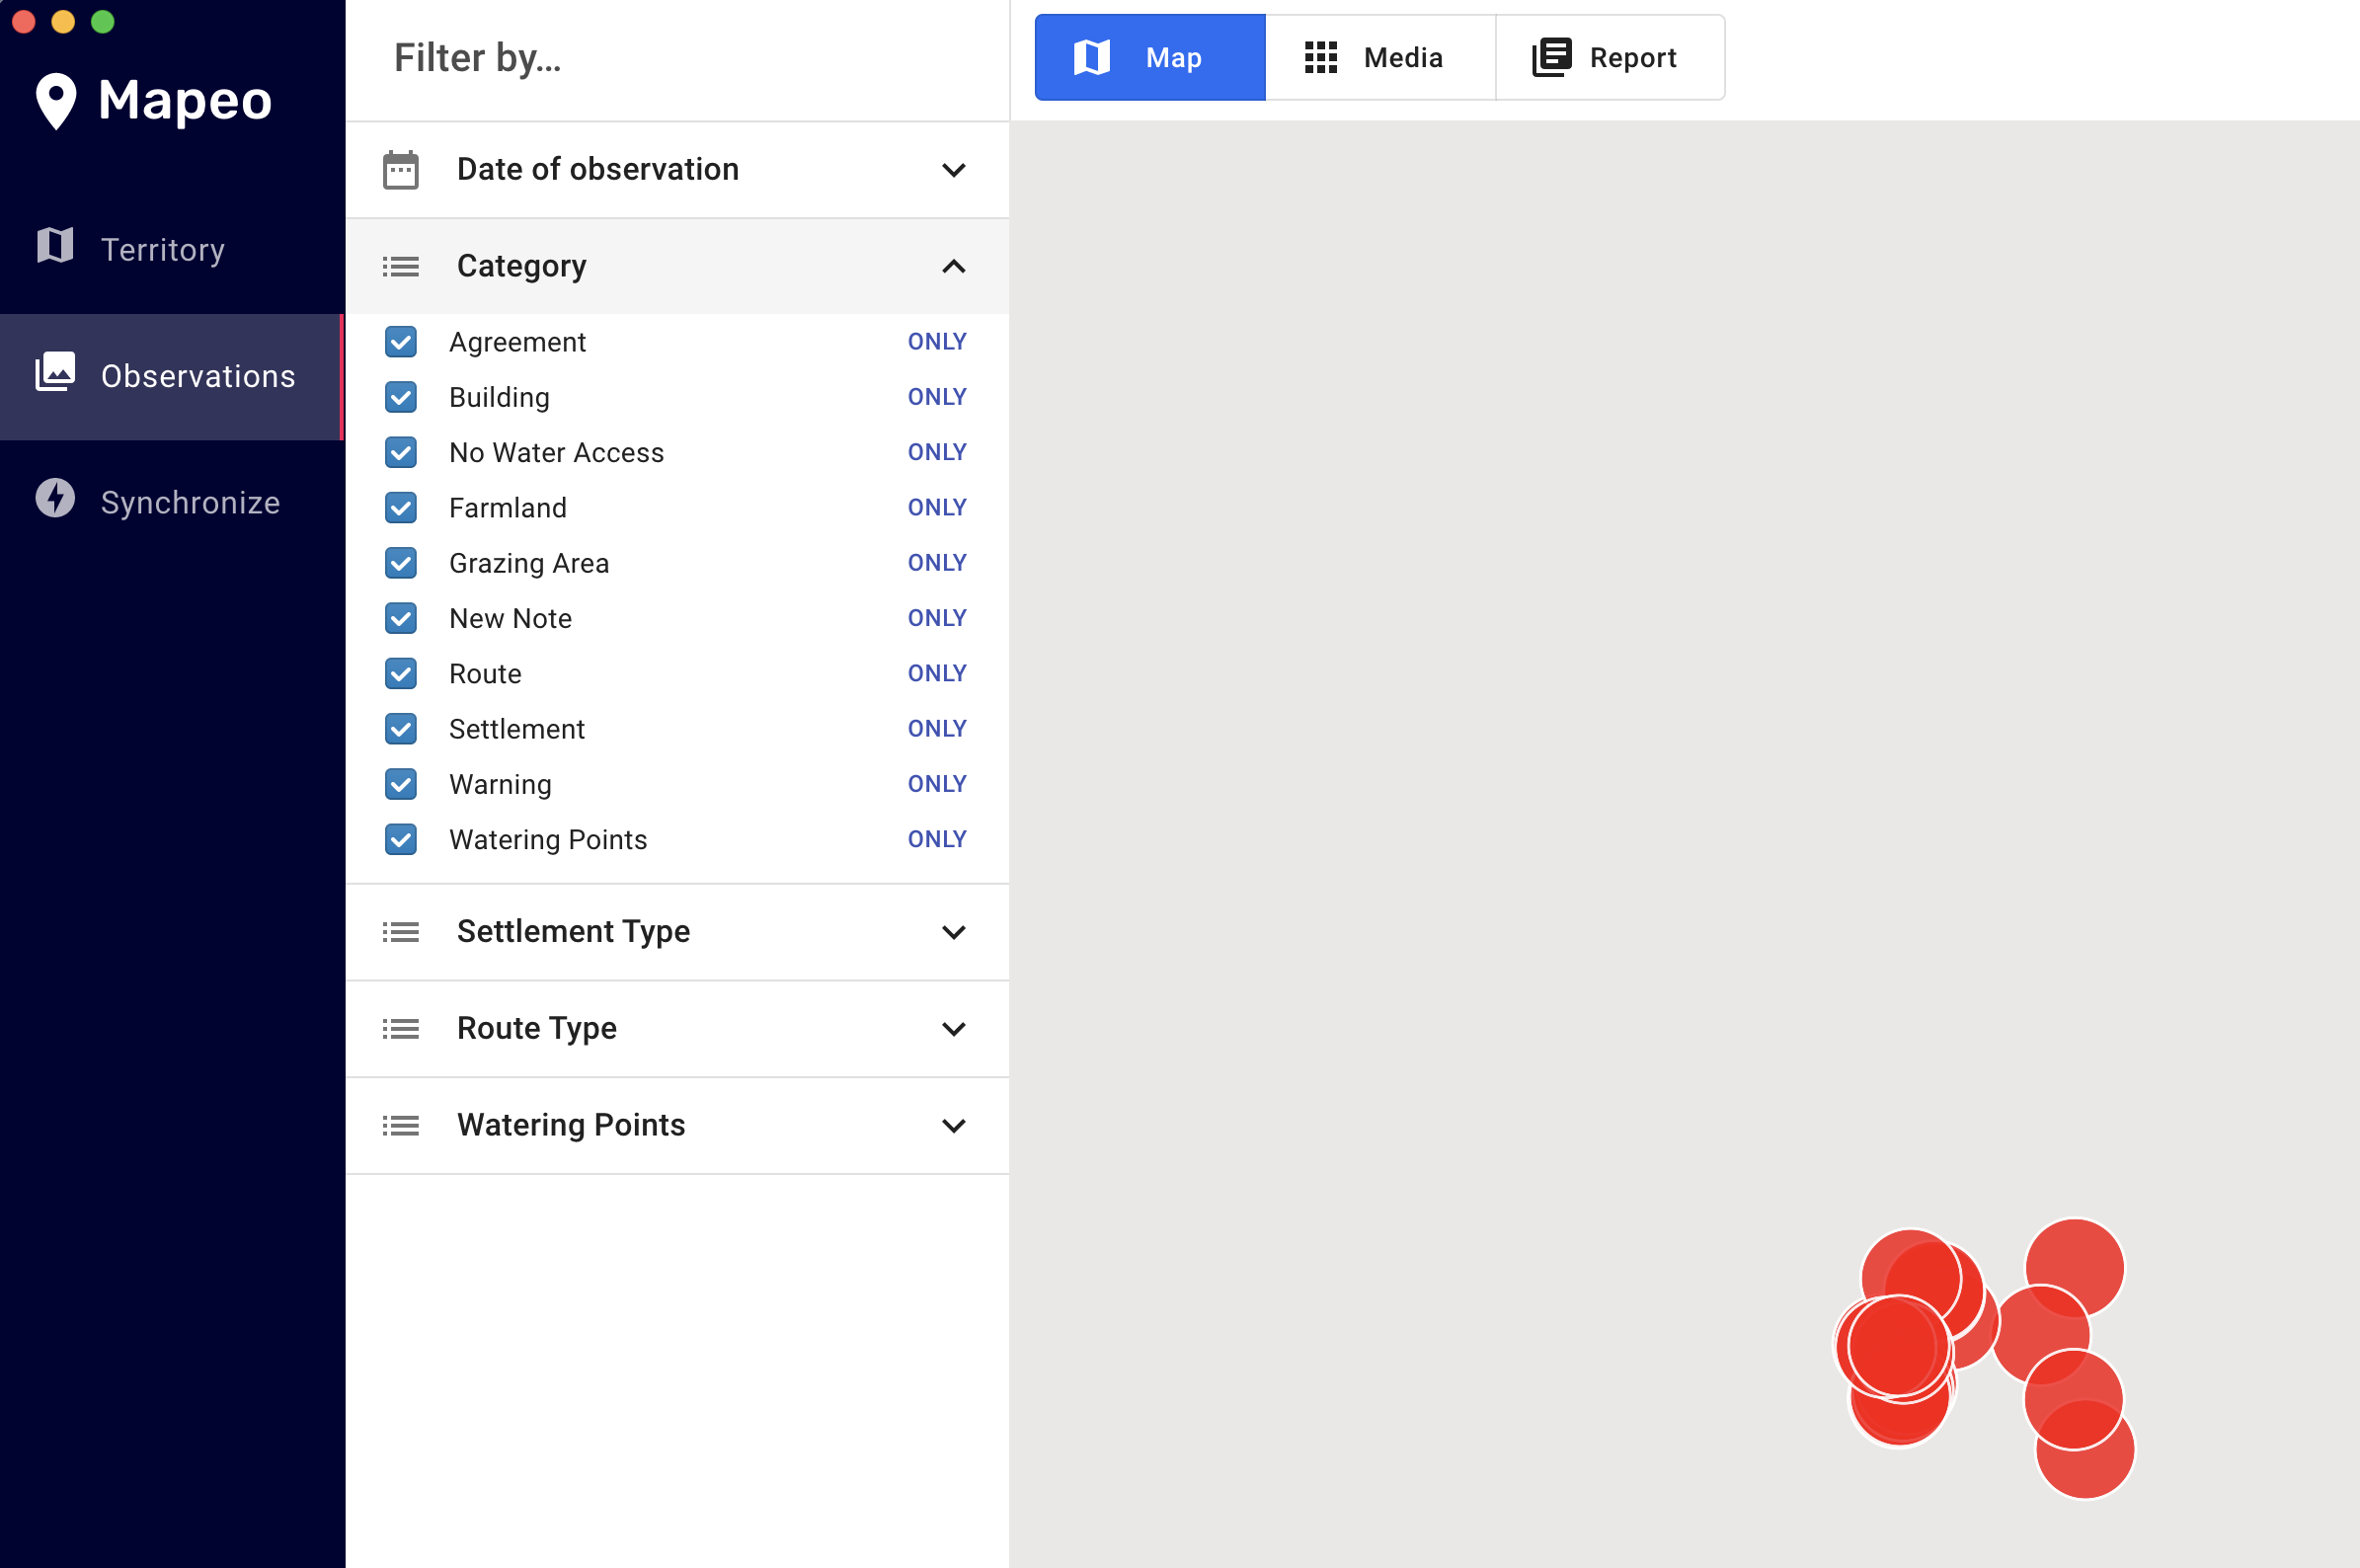 Mapeo
Territory
Observations
Synchronize
Filter by…
Date of observation
Category
Agreement ONLY
Building ONLY
No Water Access ONLY
Farmland ONLY
Grazing Area ONLY
New Note ONLY
Route ONLY
Settlement ONLY
Warning ONLY
Watering Points ONLY
Settlement Type
Route Type
Watering Points
Map Media Report